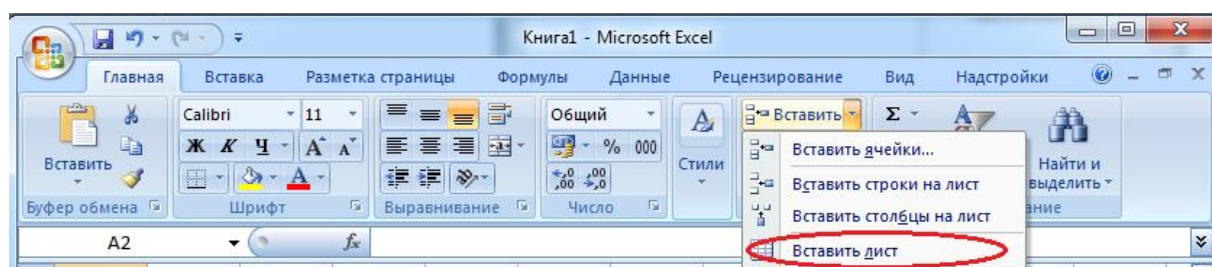 Книга1 - Microsoft Excel
Главная Вставка Разметка страницы Формулы Данные Рецензирование Вид Надстройки
Calibri 11 Общий Вставить Σ
Ж К Ч А А % 000
Вставить Стили Найти и выделить
,0 ,00 ,00 ,0
Буфер обмена Шрифт Выравнивание Число ание
Вставить ячейки...
Вставить строки на лист
Вставить столбцы на лист
Вставить лист
A2 fx